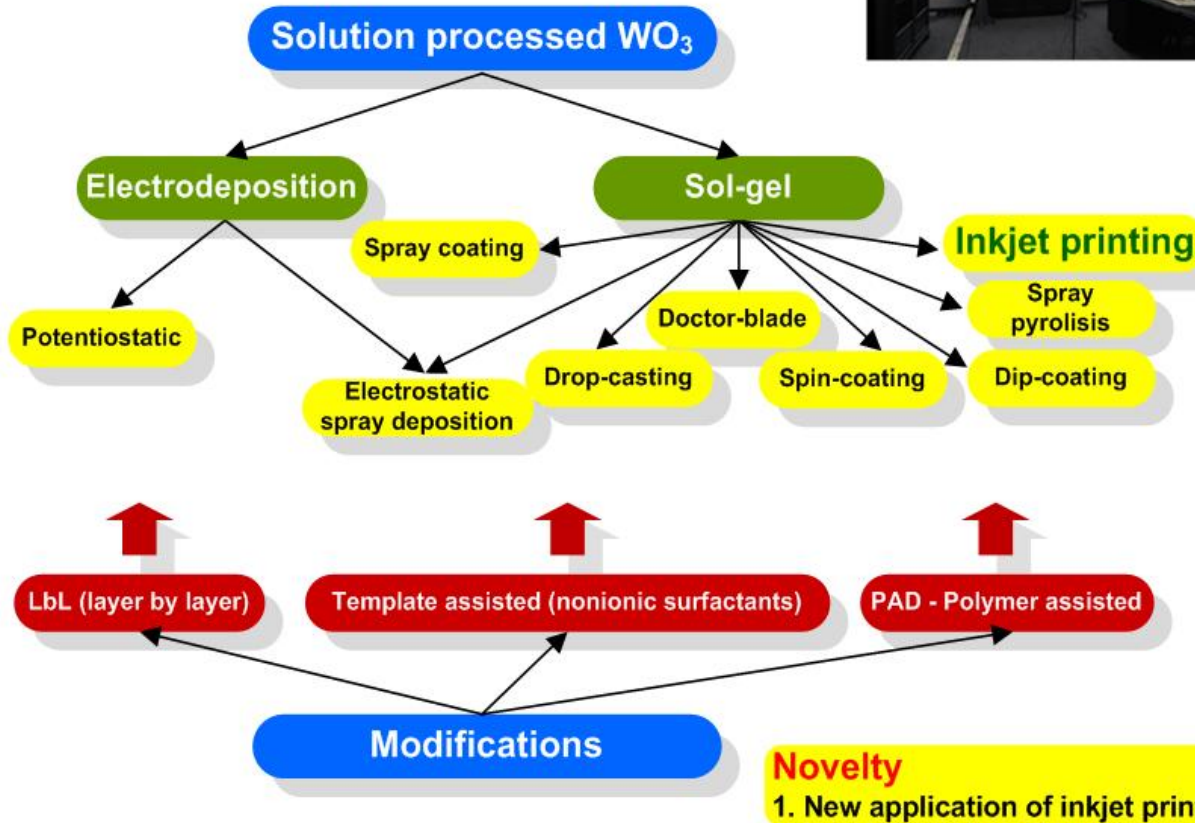 Solution processed WO₃
Electrodeposition
Sol-gel
Spray coating
Inkjet printing
Potentiostatic
Doctor-blade
Spray
pyrolisis
Electrostatic
spray deposition
Drop-casting
Spin-coating
Dip-coating
LbL (layer by layer)
Template assisted (nonionic surfactants)
PAD - Polymer assisted
Modifications
Novelty
1. New application of inkjet prin